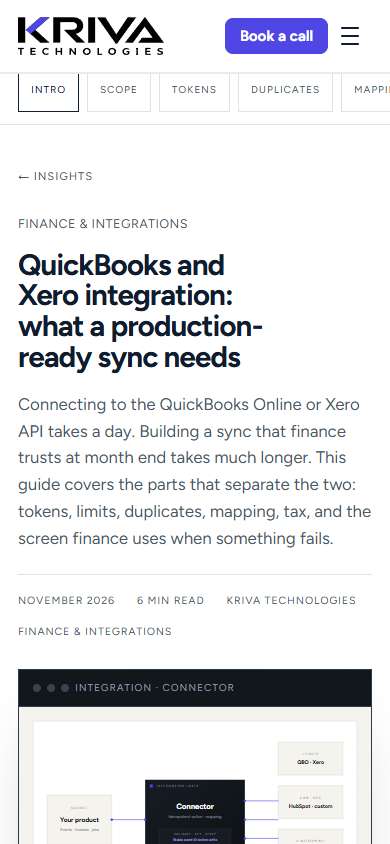 KRIVA
TECHNOLOGIES
Book a call
INTRO
SCOPE
TOKENS
DUPLICATES
MAPPI
← INSIGHTS
FINANCE & INTEGRATIONS
QuickBooks and
Xero integration:
what a production-
ready sync needs
Connecting to the QuickBooks Online or Xero
API takes a day. Building a sync that finance
trusts at month end takes much longer. This
guide covers the parts that separate the two:
tokens, limits, duplicates, mapping, tax, and the
screen finance uses when something fails.
NOVEMBER 2026 6 MIN READ KRIVA TECHNOLOGIES
FINANCE & INTEGRATIONS
INTEGRATION · CONNECTOR
QBO · Xero
Connector
HubSpot · custom
Your product